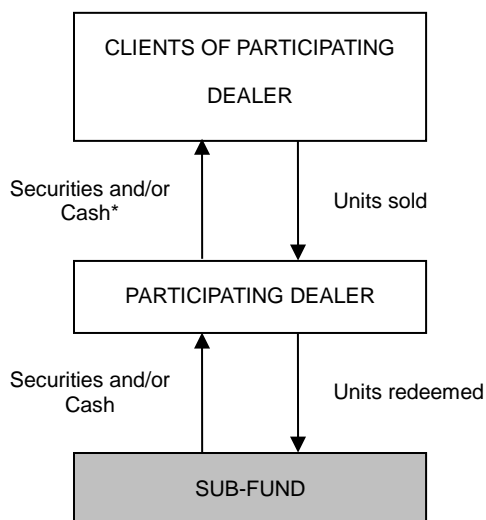 CLIENTS OF PARTICIPATING
DEALER
Securities and/or
Cash*
Units sold
PARTICIPATING DEALER
Securities and/or
Cash
Units redeemed
SUB-FUND